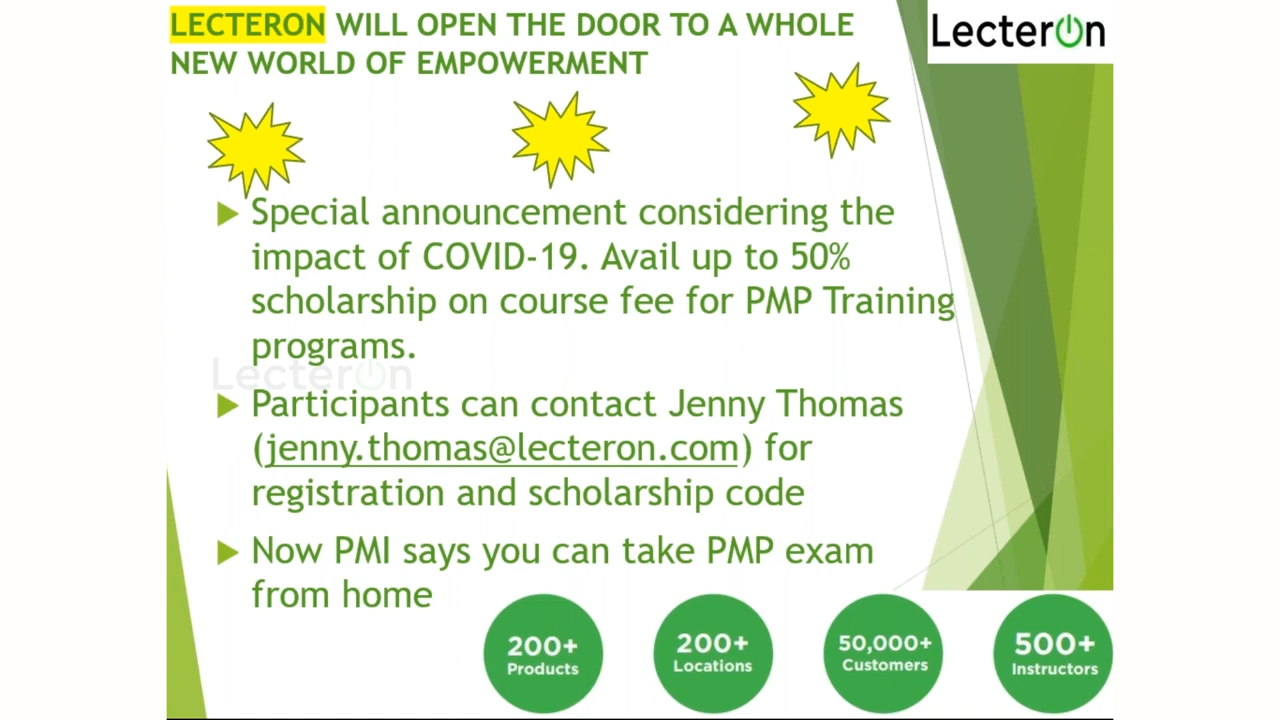 LECTERON WILL OPEN THE DOOR TO A WHOLE
NEW WORLD OF EMPOWERMENT
LecterOn
Special announcement considering the
impact of COVID-19. Avail up to 50%
scholarship on course fee for PMP Training
programs.
LecterOn
Participants can contact Jenny Thomas
(jenny.thomas@lecteron.com) for
registration and scholarship code
Now PMI says you can take PMP exam
from home
200+
Products
200+
Locations
50,000+
Customers
500+
Instructors